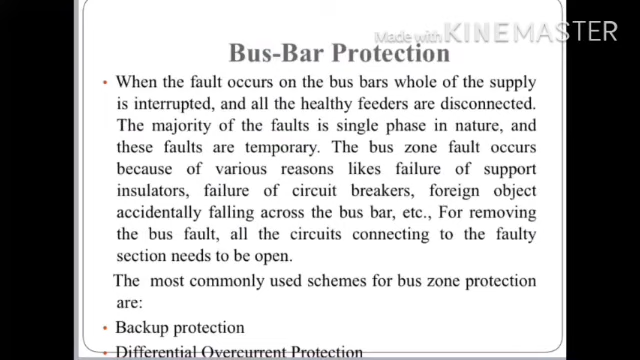 Made with KINEMASTER
Bus-Bar Protection
• When the fault occurs on the bus bars whole of the supply
is interrupted, and all the healthy feeders are disconnected.
The majority of the faults is single phase in nature, and
these faults are temporary. The bus zone fault occurs
because of various reasons likes failure of support
insulators, failure of circuit breakers, foreign object
accidentally falling across the bus bar, etc., For removing
the bus fault, all the circuits connecting to the faulty
section needs to be open.
The most commonly used schemes for bus zone protection
are:
• Backup protection
• Differential Overcurrent Protection